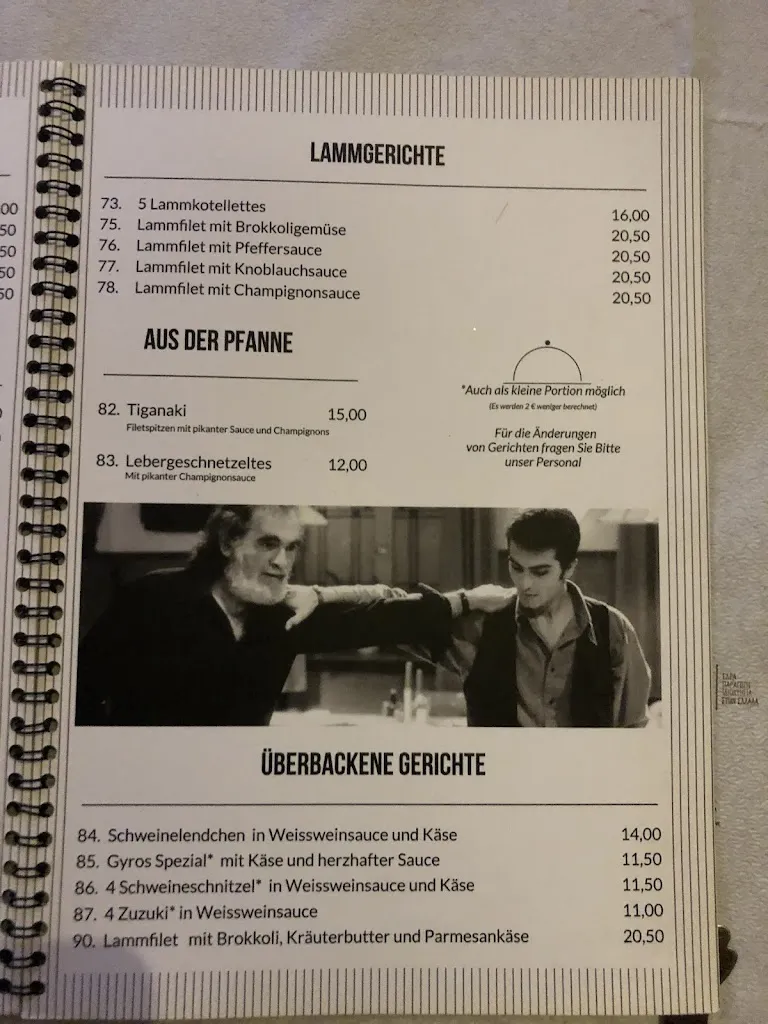 LAMMGERICHTE
73. 5 Lammkotellettes 16,00
75. Lammfilet mit Brokkoligemüse 20,50
76. Lammfilet mit Pfeffersauce 20,50
77. Lammfilet mit Knoblauchsauce 20,50
78. Lammfilet mit Champignonsauce 20,50
AUS DER PFANNE
82. Tiganaki 15,00
Filetspitzen mit pikanter Sauce und Champignons
83. Lebergeschnetzeltes 12,00
Mit pikanter Champignonsauce
*Auch als kleine Portion möglich
(Es werden 2 € weniger berechnet)
Für die Änderungen
von Gerichten fragen Sie Bitte
unser Personal
ÜBERBACKENE GERICHTE
84. Schweinelendchen in Weissweinsauce und Käse 14,00
85. Gyros Spezial* mit Käse und herzhafter Sauce 11,50
86. 4 Schweineschnitzel* in Weissweinsauce und Käse 11,50
87. 4 Zuzuki* in Weissweinsauce 11,00
90. Lammfilet mit Brokkoli, Kräuterbutter und Parmesankäse 20,50
00
50
50
50
50